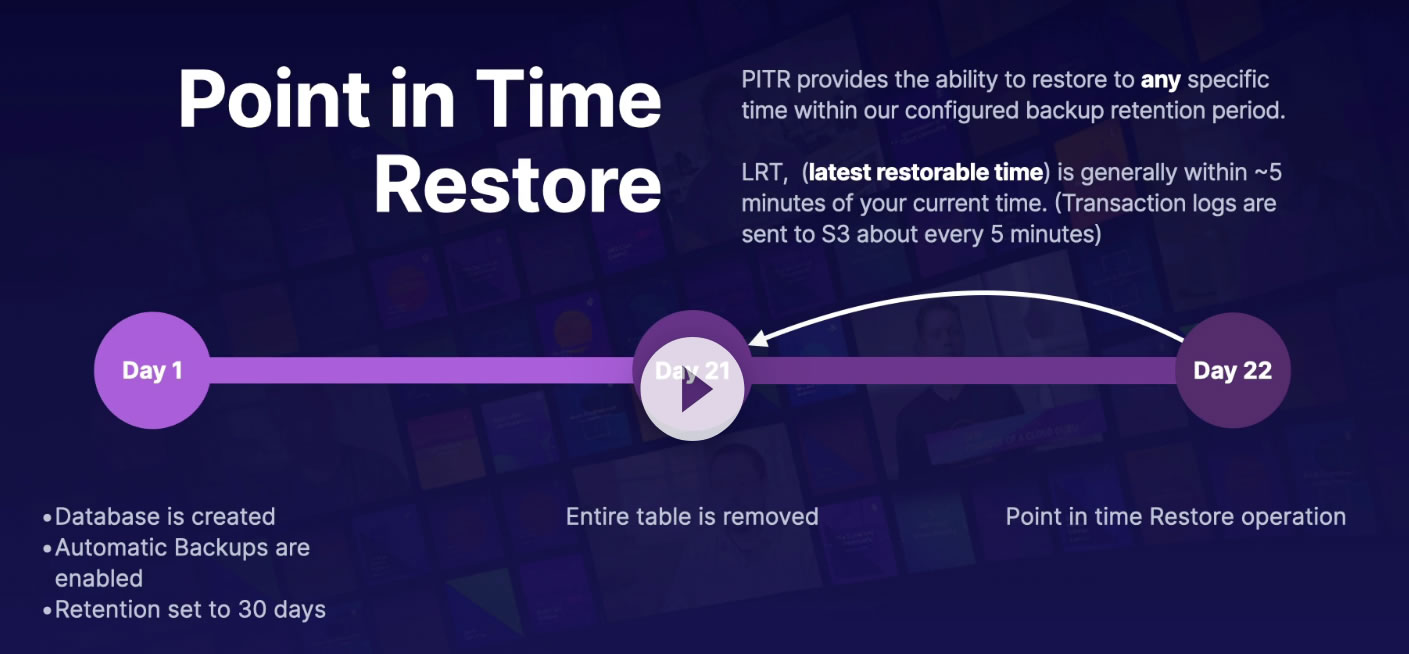 Point in Time
Restore
PITR provides the ability to restore to any specific
time within our configured backup retention period.
LRT,  (latest restorable time) is generally within ~5
minutes of your current time. (Transaction logs are
sent to S3 about every 5 minutes)
Day 1
Day 21
Day 22
•Database is created
•Automatic Backups are
enabled
•Retention set to 30 days
Entire table is removed
Point in time Restore operation